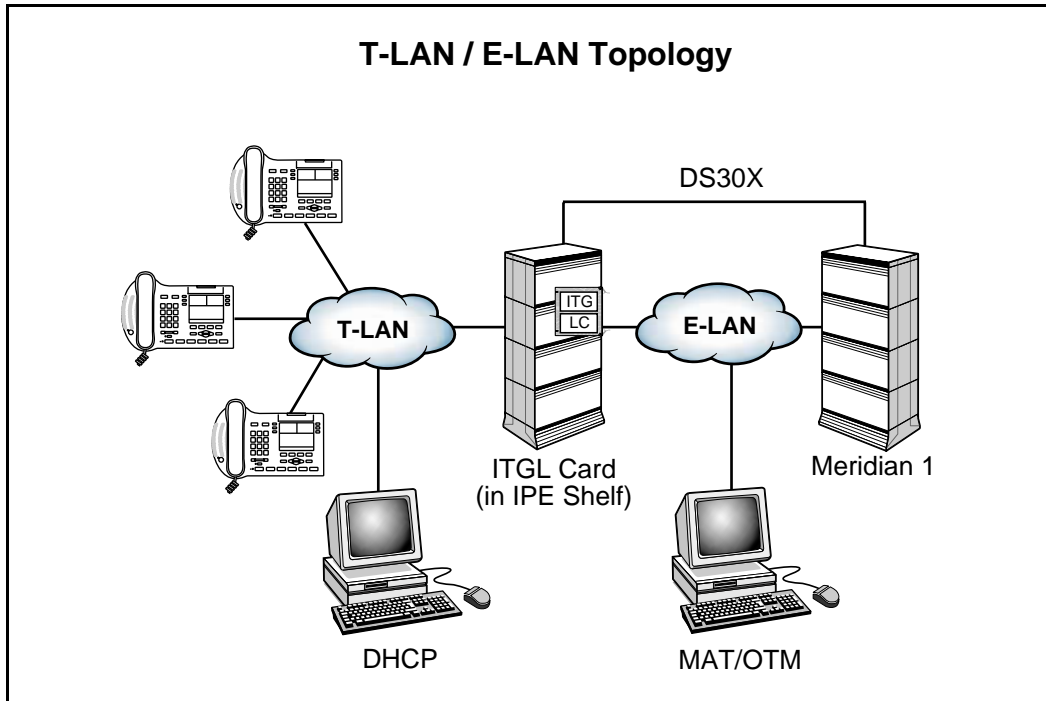 T-LAN / E-LAN Topology
DS30X
ITG
LC
T-LAN
E-LAN
ITGL Card
(in IPE Shelf)
Meridian 1
DHCP
MAT/OTM